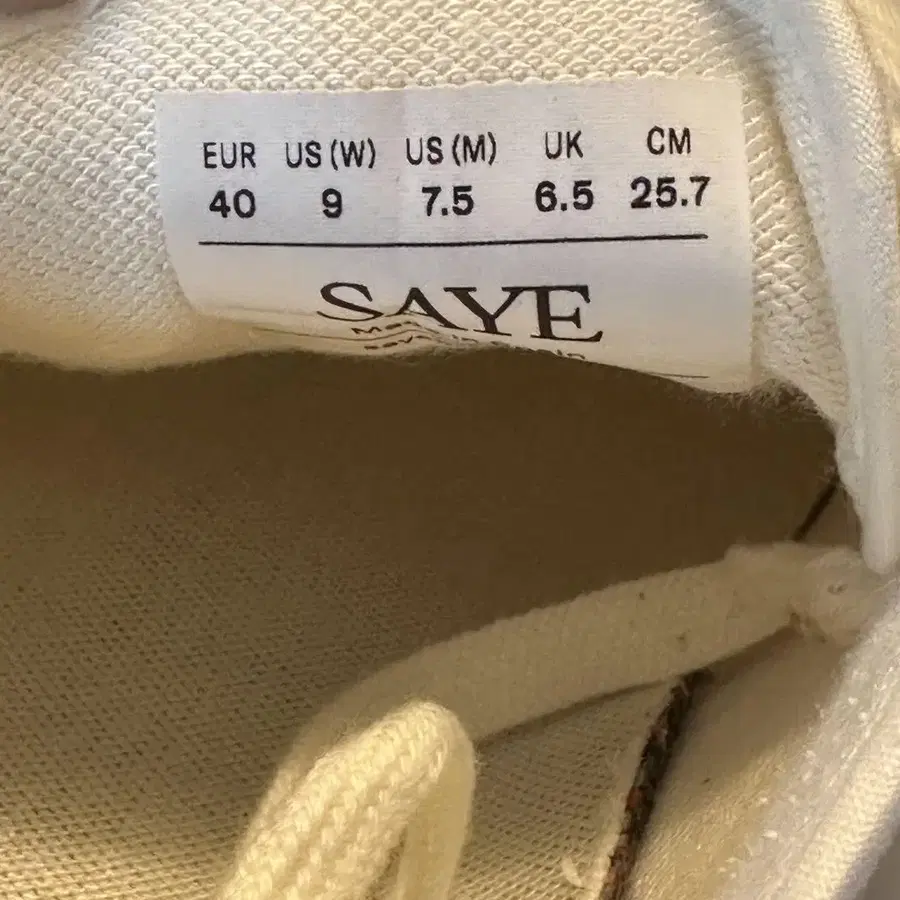 EUR US (W) US (M) UK CM
40 9 7.5 6.5 25.7
SAYE